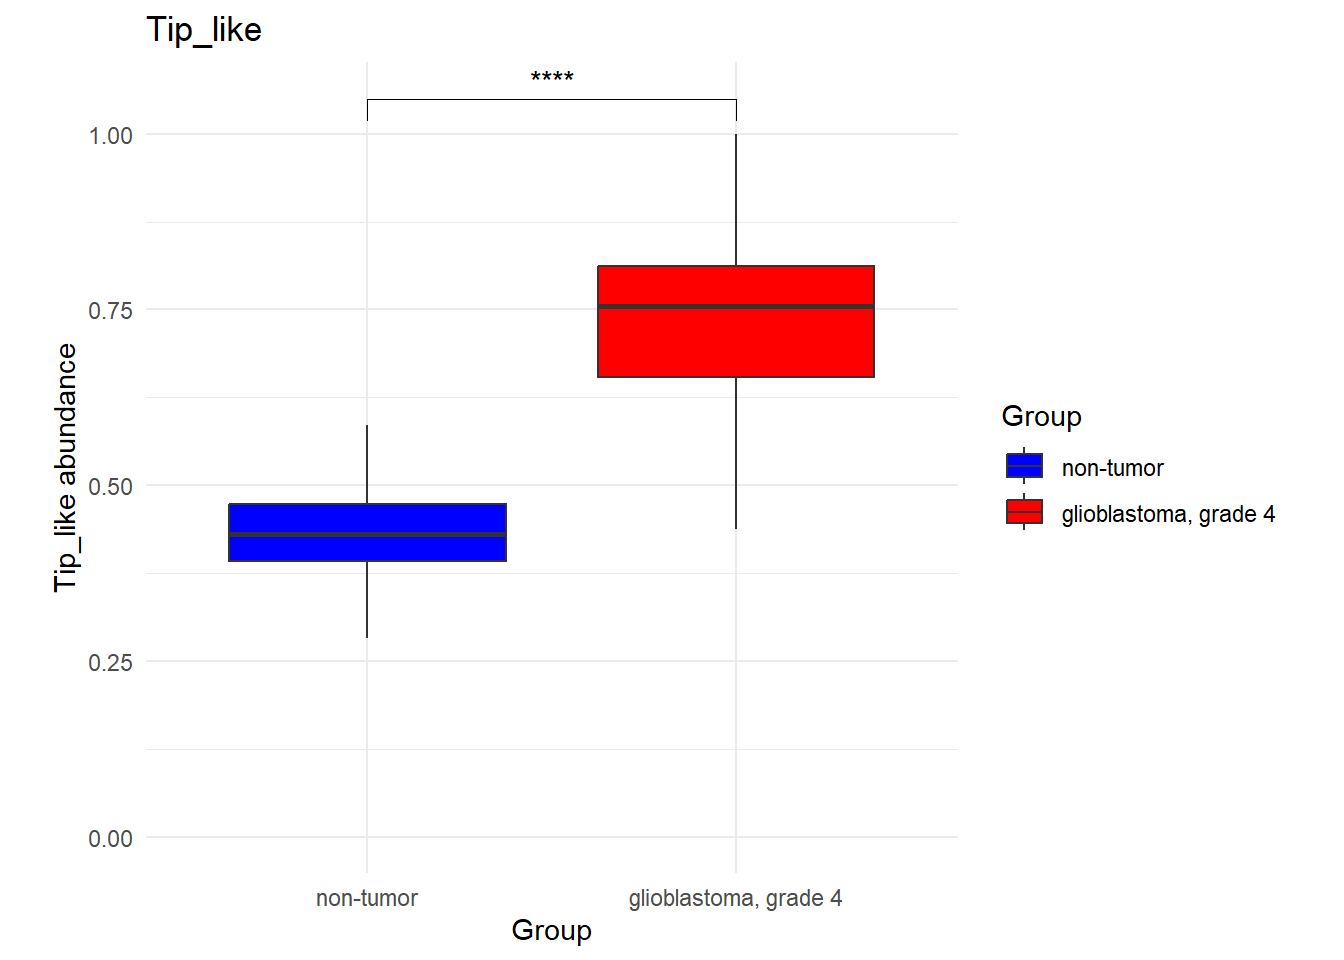 Tip_like
****
1.00
0.75
0.50
0.25
0.00
Tip_like abundance
non-tumor
glioblastoma, grade 4
Group
Group
non-tumor
glioblastoma, grade 4